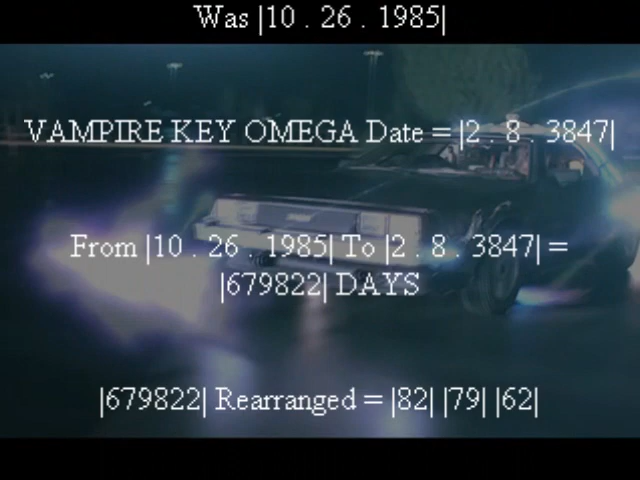 Was |10 . 26 . 1985|
VAMPIRE KEY OMEGA Date = |2 . 8 . 3847|
From |10 . 26 . 1985| To |2 . 8 . 3847| =
|679822| DAYS
|679822| Rearranged = |82| |79| |62|